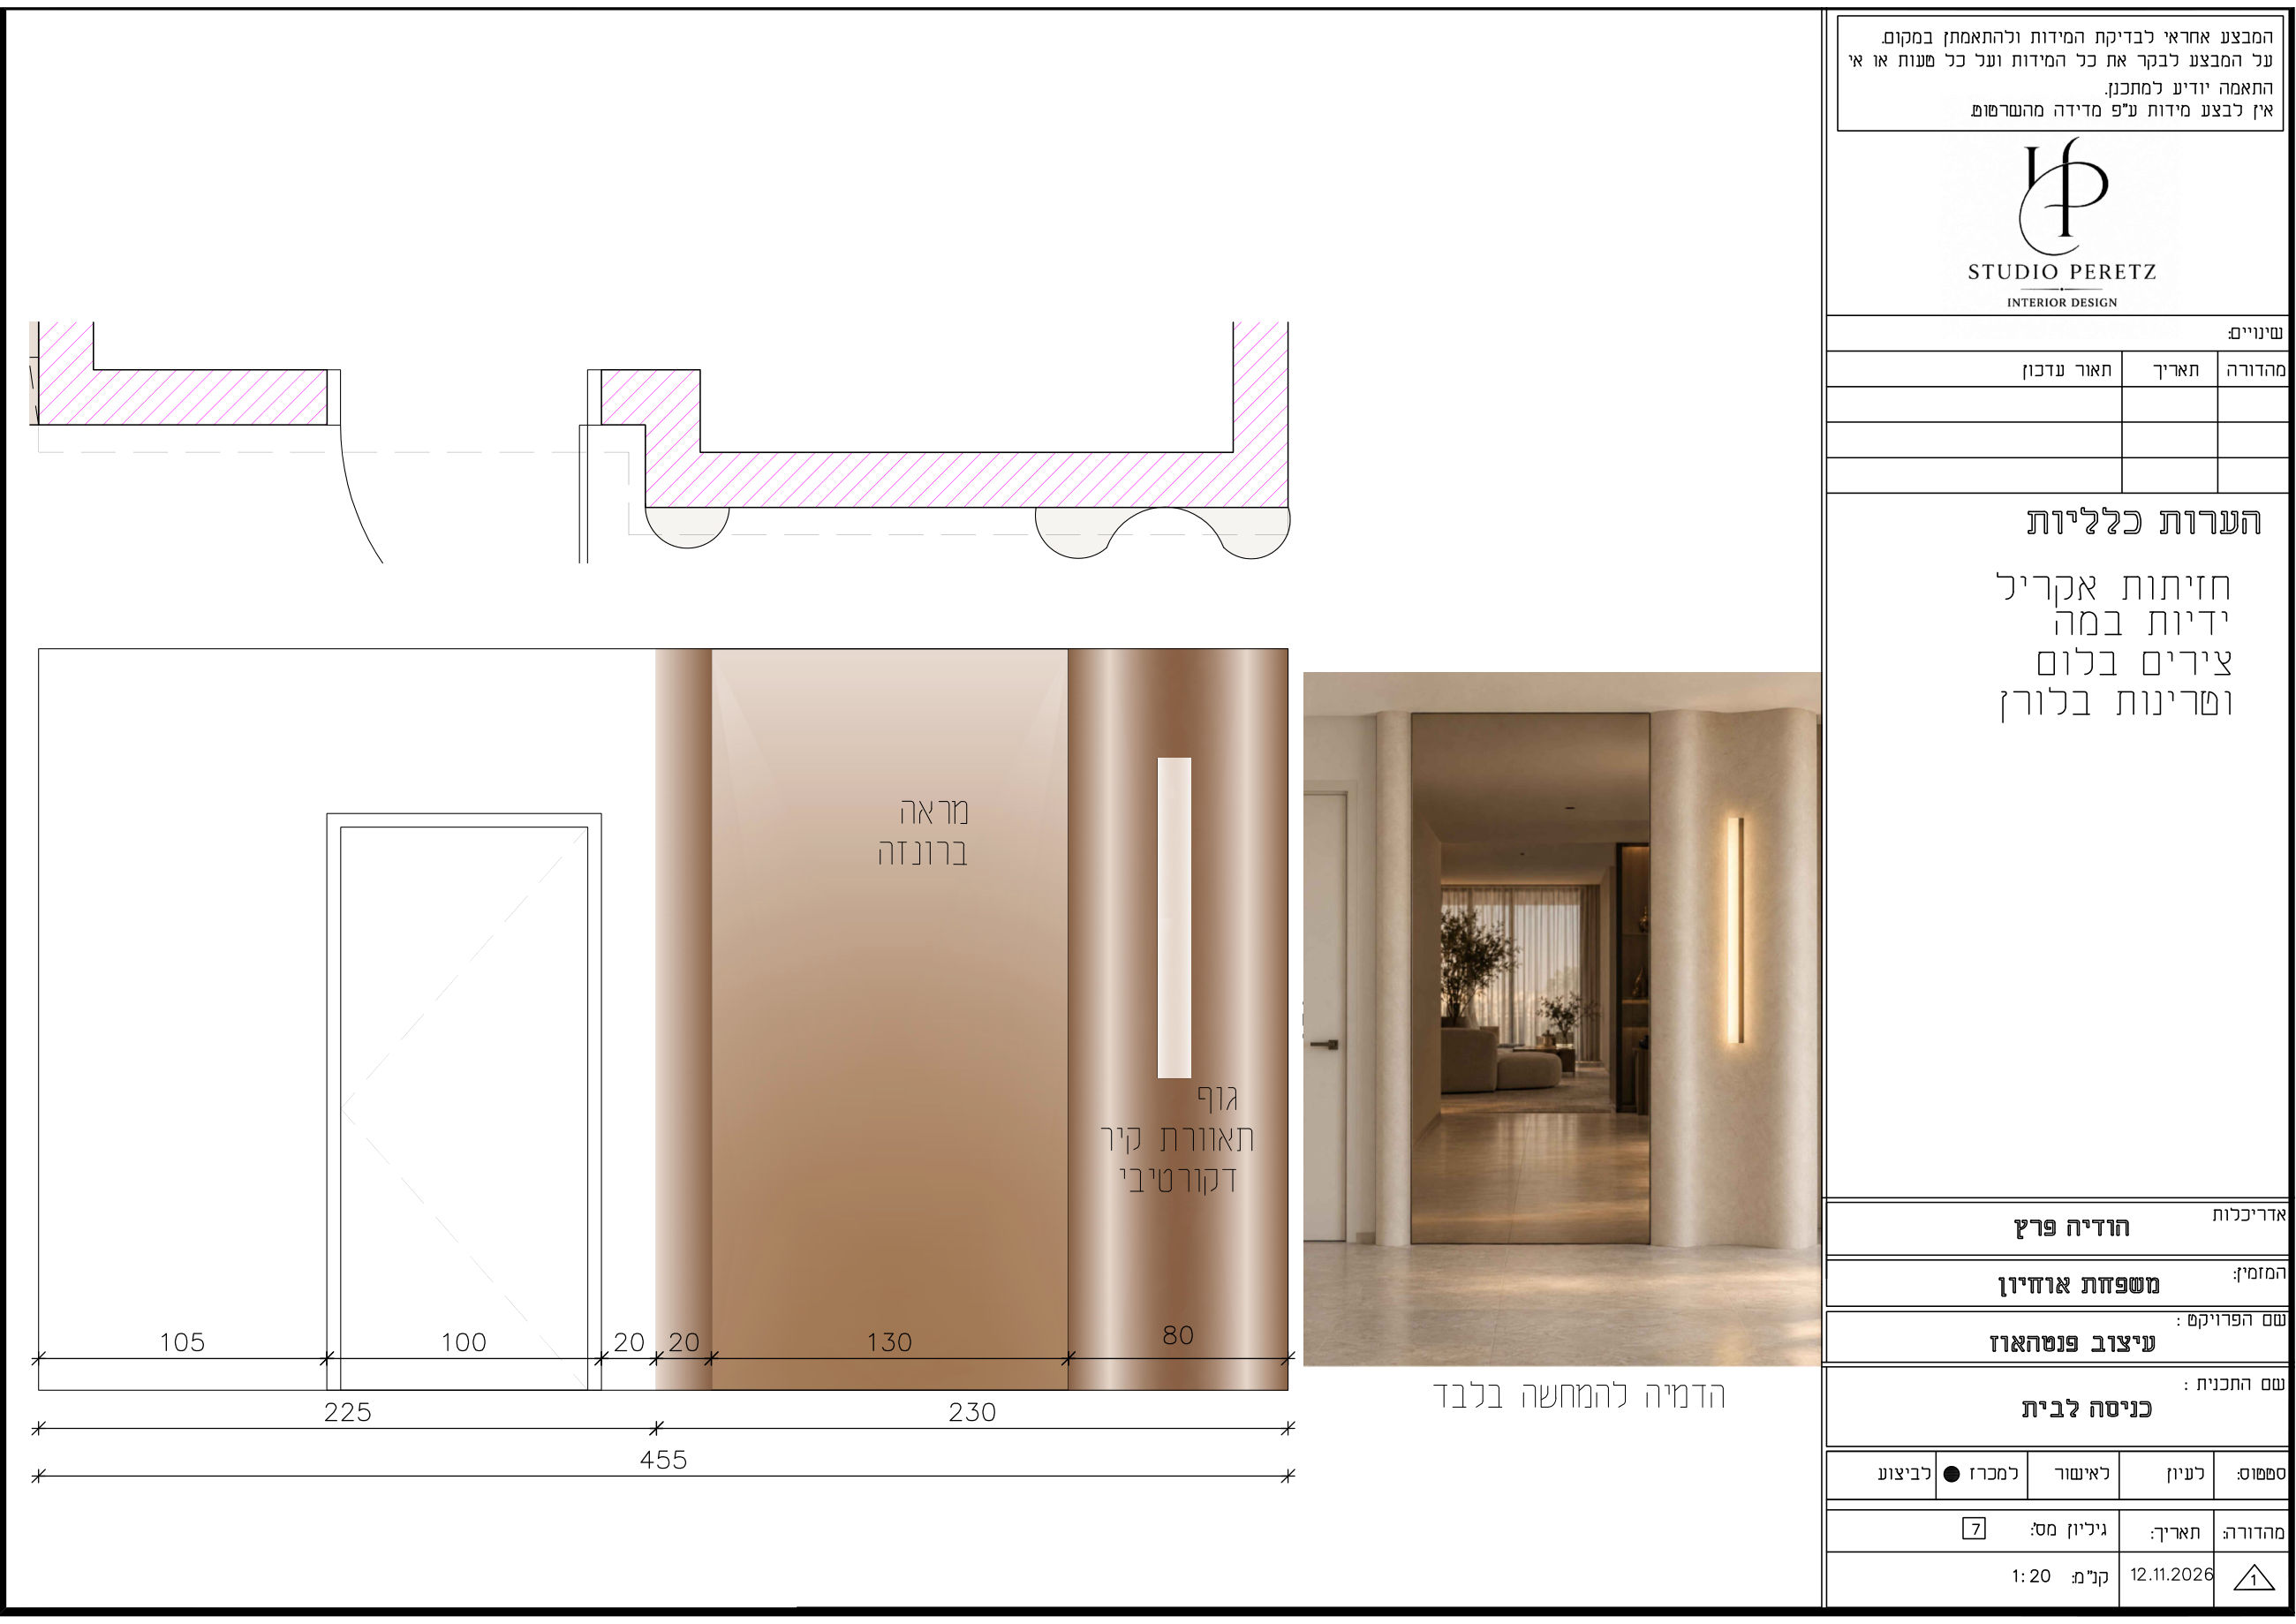 המבצע אחראי לבדיקת המידות ולהתאמתן במקום.
על המבצע לבקר את כל המידות ועל כל טעות או אי
התאמה יודיע למתכנן.
אין לבצע מידות ע"פ מדידה מהשרטוט
STUDIO PERETZ
INTERIOR DESIGN
שינויים:
מהדורה תאריך תאור עדכון
הערות כלליות
חזיתות אקריל
ידיות במה
צירים בלום
וטרינות בלורן
מראה
ברונזה
גוף
תאוורת קיר
דקורטיבי
105 100 20 20 130 80
225 230
455
הדמיה להמחשה בלבד
אדריכלות
הודיה פרץ
המזמין:
משפחת אוחיון
שם הפרויקט :
עיצוב פנטהאוז
שם התכנית :
כניסה לבית
סטטוס: לעיון לאישור למכרז לביצוע
מהדורה: תאריך: גיליון מס': 7
1 12.11.2026 קנ"מ: 1:20